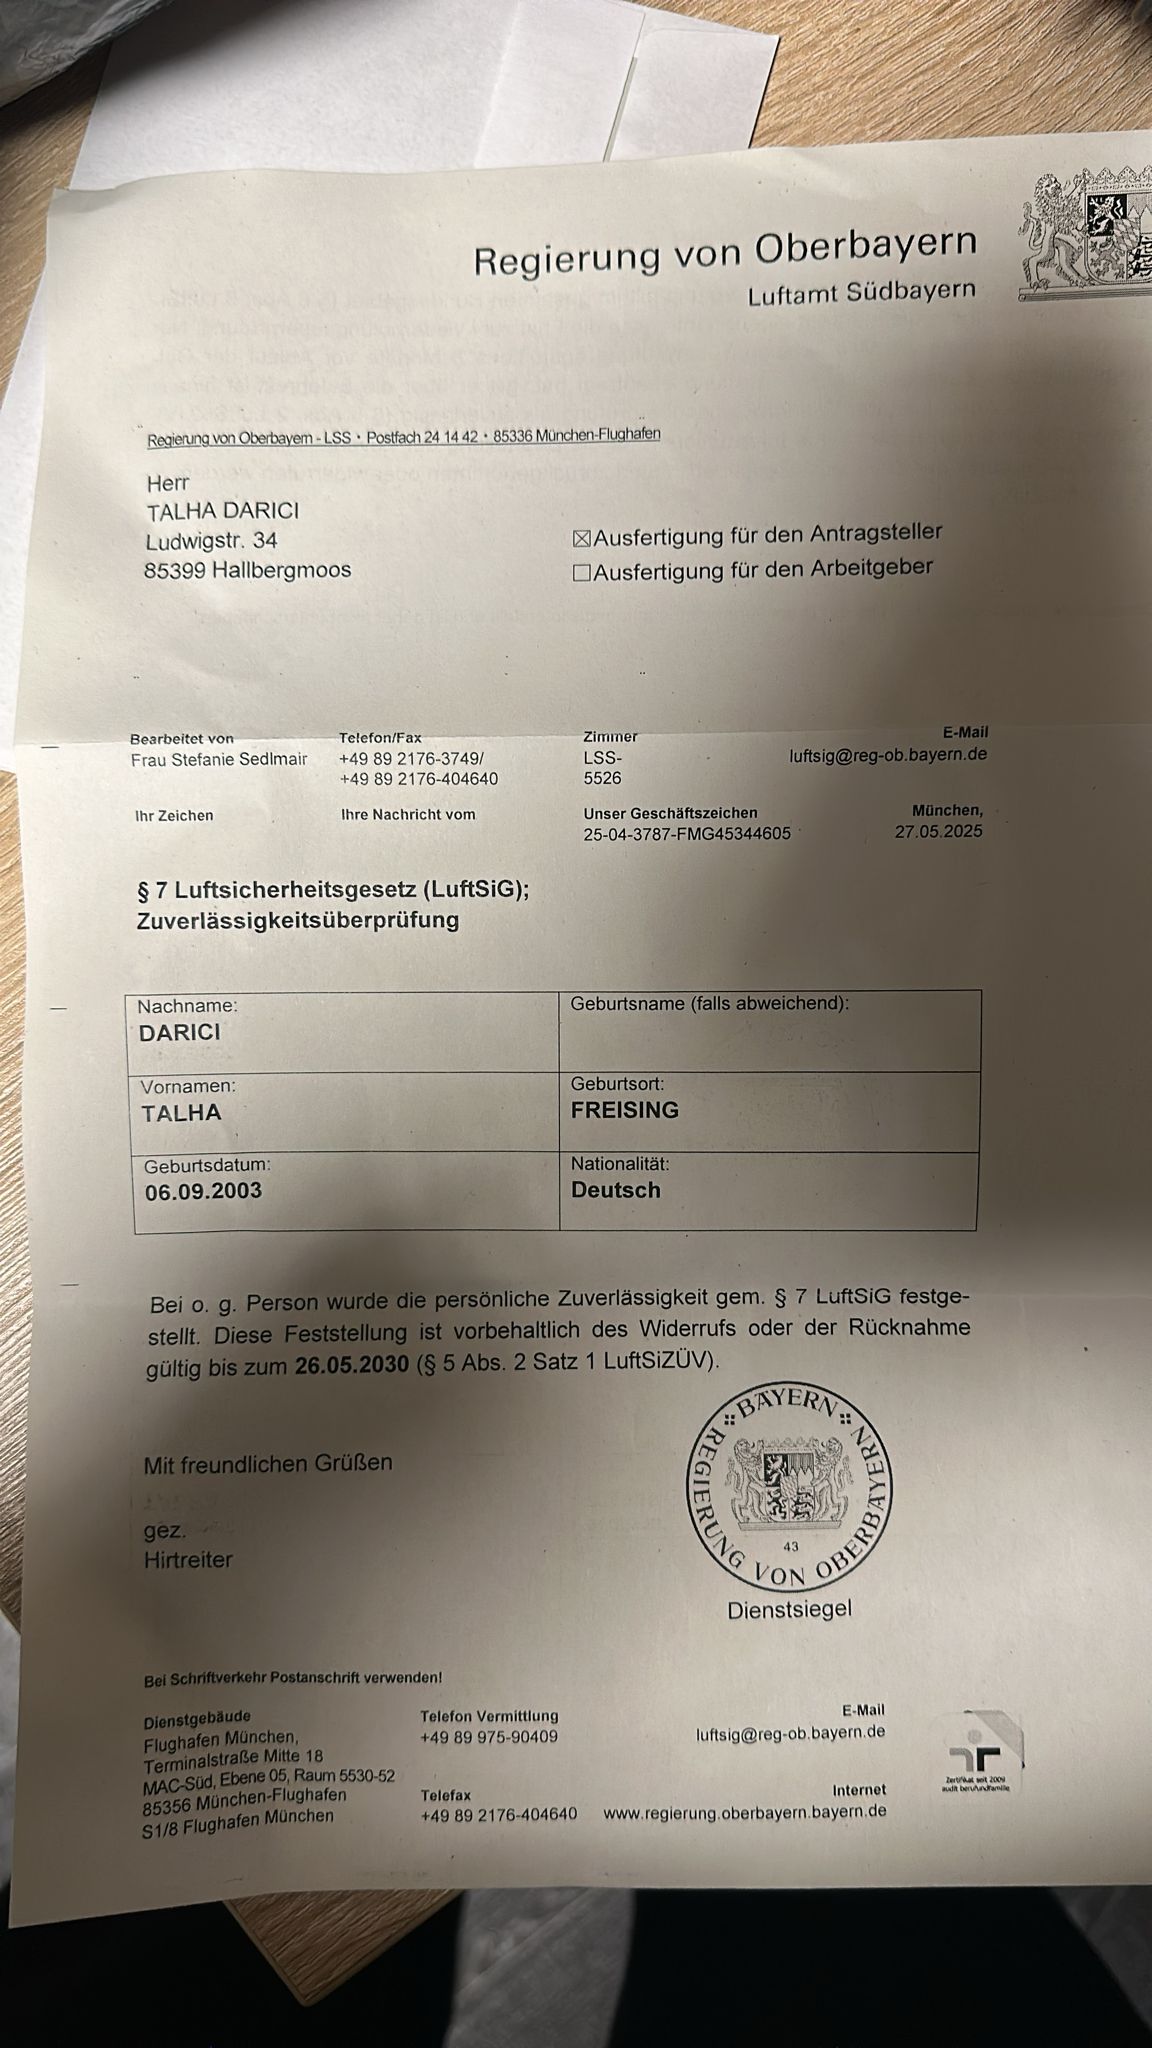 Regierung von Oberbayern
Luftamt Südbayern
Regierung von Oberbayern - LSS • Postfach 24 14 42 • 85336 München-Flughafen
Herr
TALHA DARICI
Ludwigstr. 34
85399 Hallbergmoos
☒Ausfertigung für den Antragsteller
☐Ausfertigung für den Arbeitgeber
Bearbeitet von Telefon/Fax Zimmer E-Mail
Frau Stefanie Sedlmair +49 89 2176-3749/ LSS- luftsig@reg-ob.bayern.de
+49 89 2176-404640 5526
Ihr Zeichen Ihre Nachricht vom Unser Geschäftszeichen München,
25-04-3787-FMG45344605 27.05.2025
§ 7 Luftsicherheitsgesetz (LuftSiG);
Zuverlässigkeitsüberprüfung
Nachname: Geburtsname (falls abweichend):
DARICI
Vornamen: Geburtsort:
TALHA FREISING
Geburtsdatum: Nationalität:
06.09.2003 Deutsch
Bei o. g. Person wurde die persönliche Zuverlässigkeit gem. § 7 LuftSiG festge-
stellt. Diese Feststellung ist vorbehaltlich des Widerrufs oder der Rücknahme
gültig bis zum 26.05.2030 (§ 5 Abs. 2 Satz 1 LuftSiZÜV).
Mit freundlichen Grüßen
gez.
Hirtreiter
BAYERN
REGIERUNG VON OBERBAYERN
43
Dienstsiegel
Bei Schriftverkehr Postanschrift verwenden!
Dienstgebäude Telefon Vermittlung E-Mail
Flughafen München, +49 89 975-90409 luftsig@reg-ob.bayern.de
Terminalstraße Mitte 18
MAC-Süd, Ebene 05, Raum 5530-52
85356 München-Flughafen Telefax Internet
S1/8 Flughafen München +49 89 2176-404640 www.regierung.oberbayern.bayern.de
Zertifikat seit 2009
audit berufundfamilie